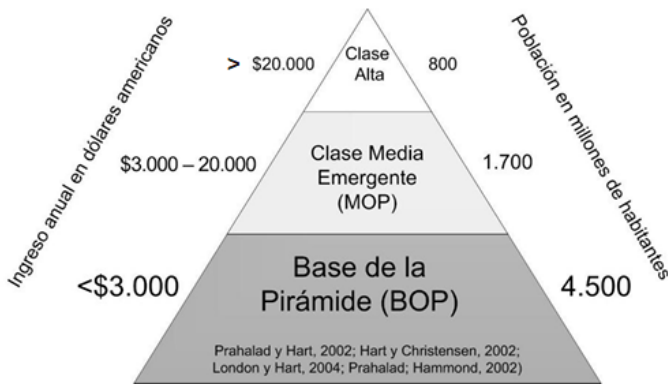 Ingreso anual en dólares americanos
Población en millones de habitantes
> $20.000
Clase
Alta
800
$3.000 – 20.000
Clase Media
Emergente
(MOP)
1.700
<$3.000
Base de la
Pirámide (BOP)
4.500
Prahalad y Hart, 2002; Hart y Christensen, 2002;
London y Hart, 2004; Prahalad; Hammond, 2002)